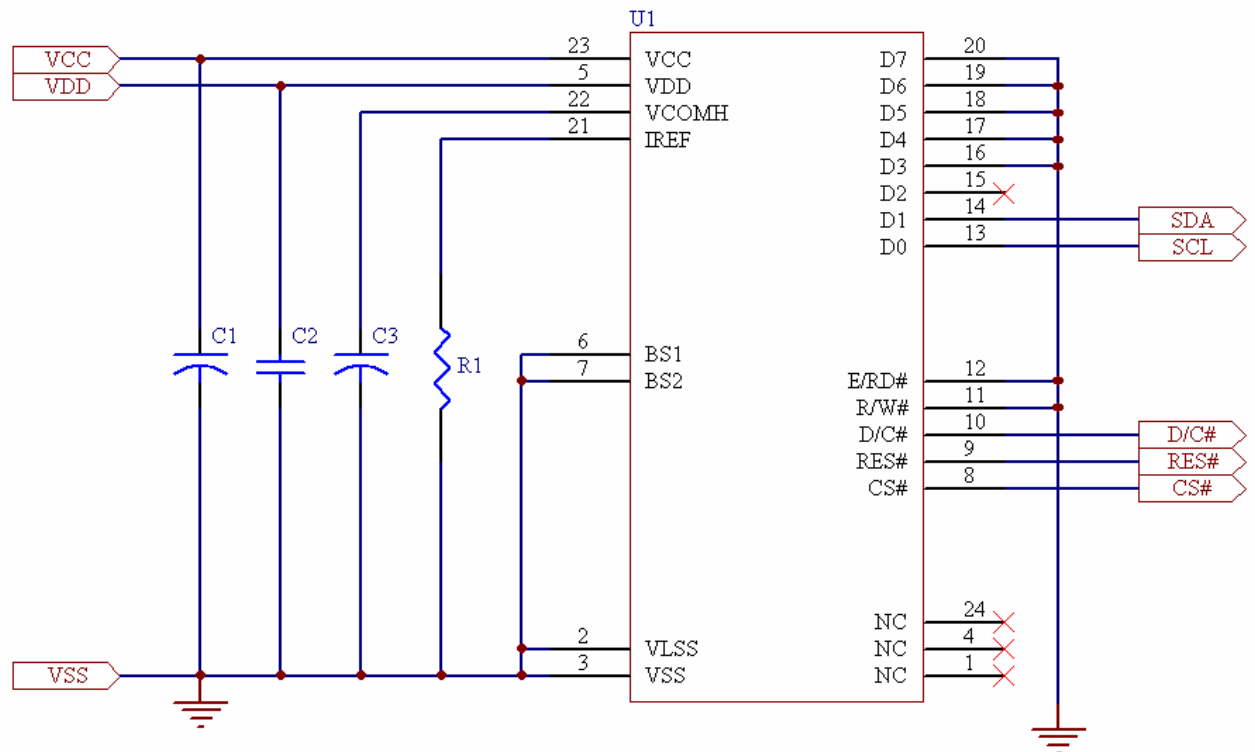 U1
VCC 23 VCC D7 20
VDD 5 VDD D6 19
22 VCOMH D5 18
21 IREF D4 17
D3 16
D2 15
D1 14 SDA
D0 13 SCL
C1 C2 C3 R1
6 BS1
7 BS2 E/RD# 12
R/W# 11
D/C# 10 D/C#
RES# 9 RES#
CS# 8 CS#
NC 24
2 VLSS NC 4
VSS 3 VSS NC 1